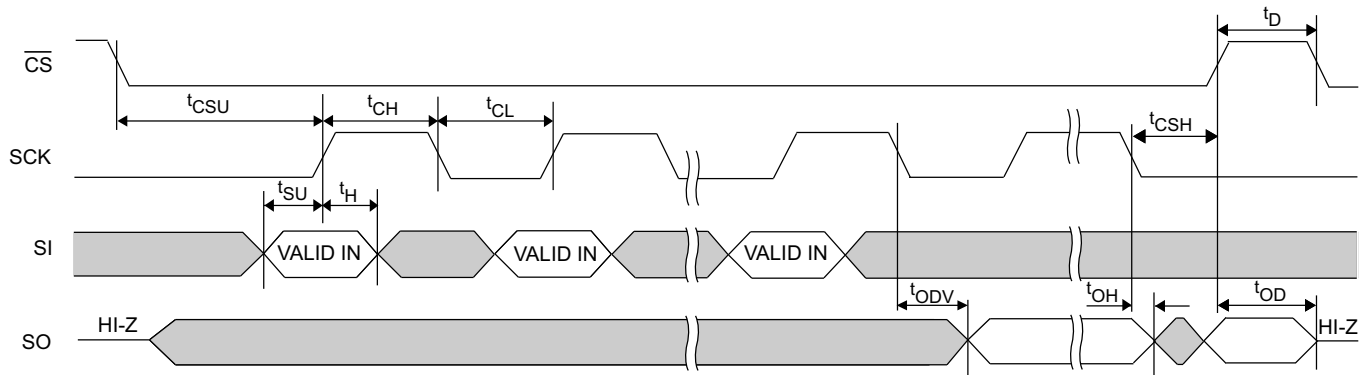 tD
CS
tCSU
tCH
tCL
tCSH
SCK
tSU
tH
SI
VALID IN
VALID IN
VALID IN
tODV
tOH
tOD
HI-Z
HI-Z
SO